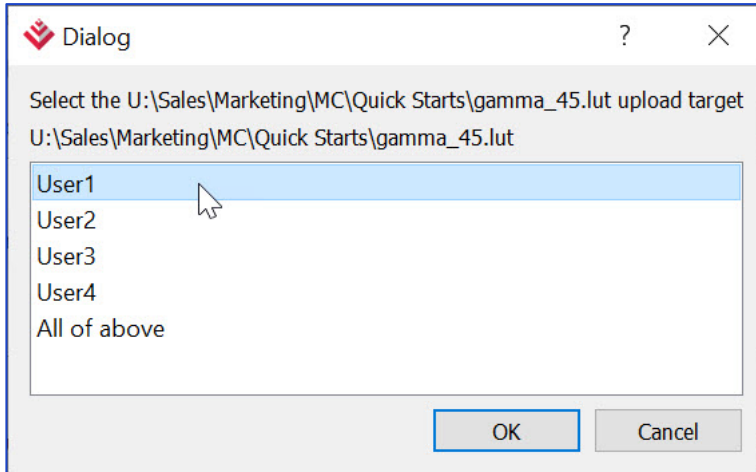 Dialog
?
Select the U:\Sales\Marketing\MC\Quick Starts\gamma_45.lut upload target
U:\Sales\Marketing\MC\Quick Starts\gamma_45.lut
User1
User2
User3
User4
All of above
OK
Cancel